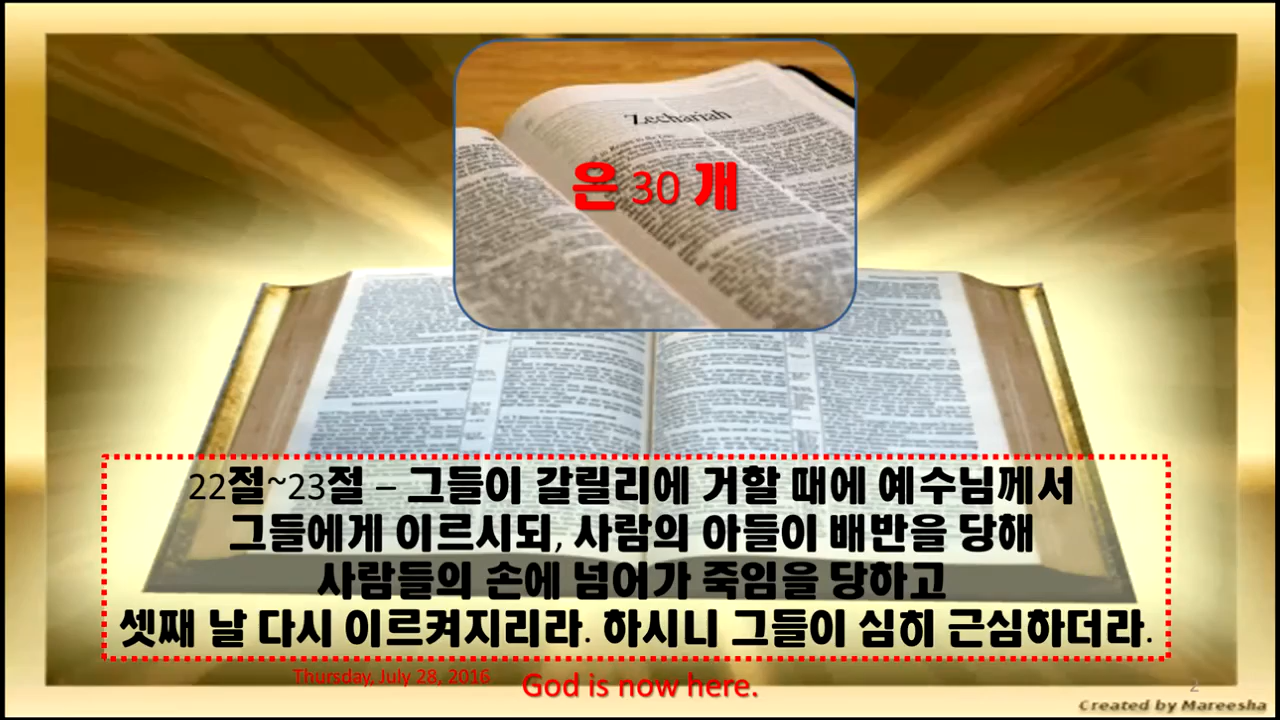 Zechariah
은 30 개
22절~23절 – 그들이 갈릴리에 거할 때에 예수님께서
그들에게 이르시되, 사람의 아들이 배반을 당해
사람들의 손에 넘어가 죽임을 당하고
셋째 날 다시 이르켜지리라. 하시니 그들이 심히 근심하더라.
Thursday, July 28, 2016
God is now here.
2
Created by Mareesha